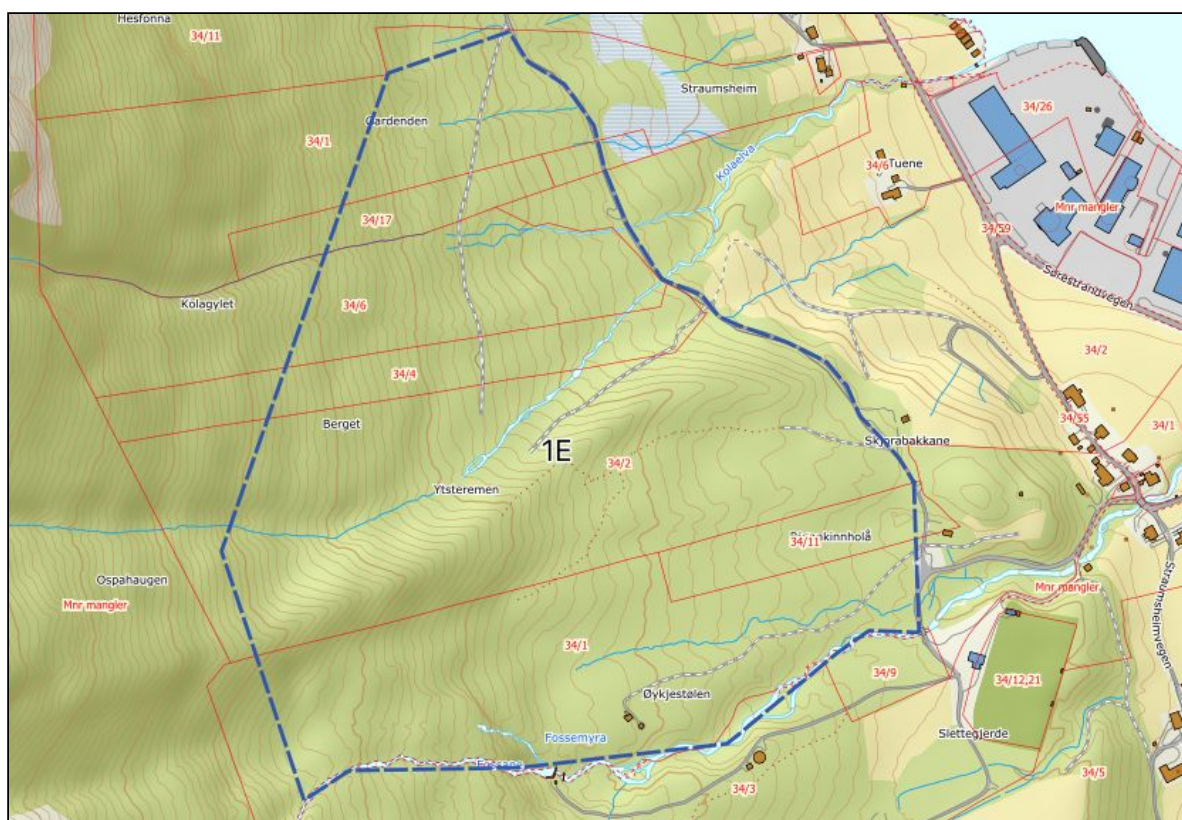 Hesfonna
34/11
Straumsheim
34/26
Gardenden
34/1
Kolaelva
34/6
Tuene
Mnr mangler
34/17
34/59
Sørestrandvegen
Kolagylet
34/6
34/2
34/4
Berget
34/55
34/1
Skjorabakkane
1E
34/2
Ytsteremen
34/11
Ospahaugen
Mnr mangler
Mnr mangler
Straumsheimvegen
34/1
34/9
34/12,21
Øykjestølen
Slettegjerde
Fossemyra
34/5
34/3